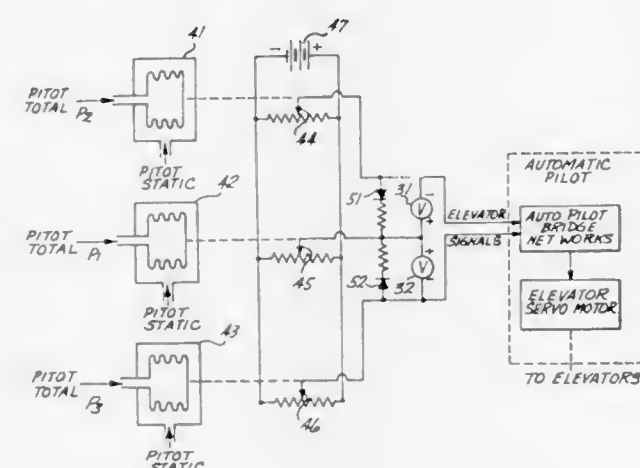 41
PITOT
TOTAL P2
PITOT
STATIC
42
PITOT
TOTAL P1
PITOT
STATIC
43
PITOT
TOTAL P3
PITOT
STATIC
47
− +
44
45
46
51
52
31
−
V
+
32
+
V
−
ELEVATOR
SIGNALS
AUTOMATIC
PILOT
AUTO PILOT
BRIDGE
NET WORKS
ELEVATOR
SERVO MOTOR
TO ELEVATORS